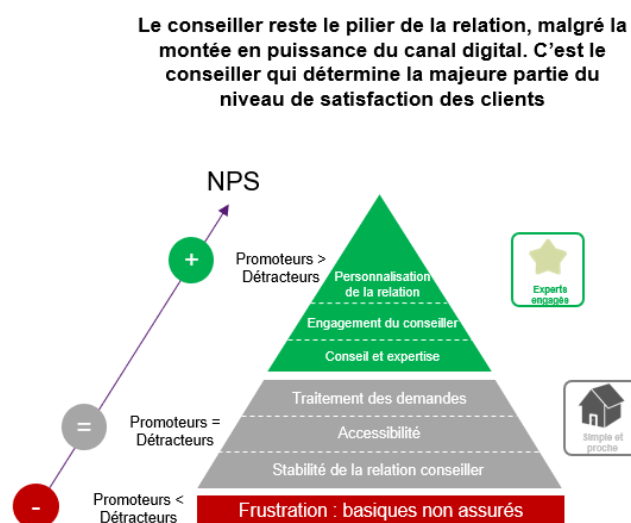 Le conseiller reste le pilier de la relation, malgré la
montée en puissance du canal digital. C’est le
conseiller qui détermine la majeure partie du
niveau de satisfaction des clients
NPS
+
Promoteurs >
Détracteurs
Personnalisation
de la relation
Engagement du conseiller
Conseil et expertise
Experts
engagés
=
Promoteurs =
Détracteurs
Traitement des demandes
Accessibilité
Stabilité de la relation conseiller
Simple et
proche
-
Promoteurs <
Détracteurs
Frustration : basiques non assurés